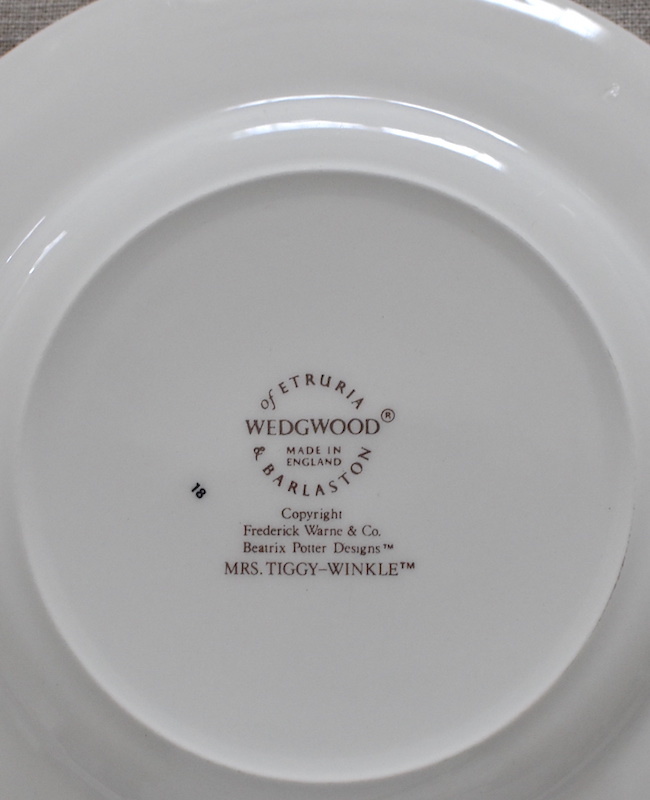 of ETRURIA
WEDGWOOD®
MADE IN
ENGLAND
& BARLASTON
18
Copyright
Frederick Warne & Co.
Beatrix Potter Designs™
MRS. TIGGY–WINKLE™